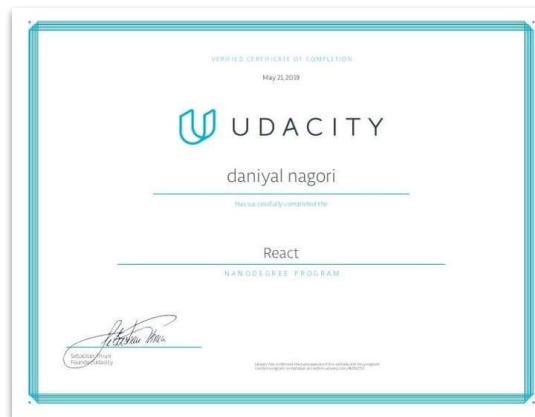 VERIFIED CERTIFICATE OF COMPLETION
May 21, 2019
UDACITY
daniyal nagori
Has successfully completed the
React
NANODEGREE PROGRAM
Sebastian Thrun
Founder, Udacity